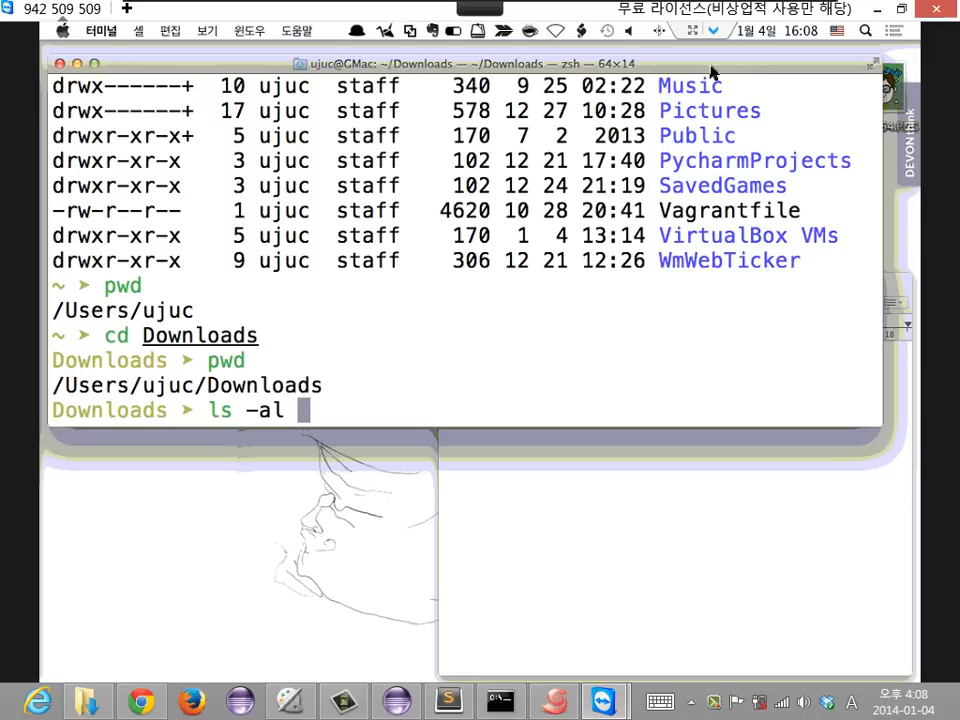 942 509 509
무료 라이선스(비상업적 사용만 해당)
터미널 셸 편집 보기 윈도우 도움말
1월 4일 16:08
ujuc@GMac: ~/Downloads — ~/Downloads — zsh — 64×14
drwx------+ 10 ujuc staff 340 9 25 02:22 Music
drwx------+ 17 ujuc staff 578 12 27 10:28 Pictures
drwxr-xr-x+ 5 ujuc staff 170 7 2 2013 Public
drwxr-xr-x 3 ujuc staff 102 12 21 17:40 PycharmProjects
drwxr-xr-x 3 ujuc staff 102 12 24 21:19 SavedGames
-rw-r--r-- 1 ujuc staff 4620 10 28 20:41 Vagrantfile
drwxr-xr-x 5 ujuc staff 170 1 4 13:14 VirtualBox VMs
drwxr-xr-x 9 ujuc staff 306 12 21 12:26 WmWebTicker
~ ➤ pwd
/Users/ujuc
~ ➤ cd Downloads
Downloads ➤ pwd
/Users/ujuc/Downloads
Downloads ➤ ls -al
DEVONthink
18
A
오후 4:08
2014-01-04